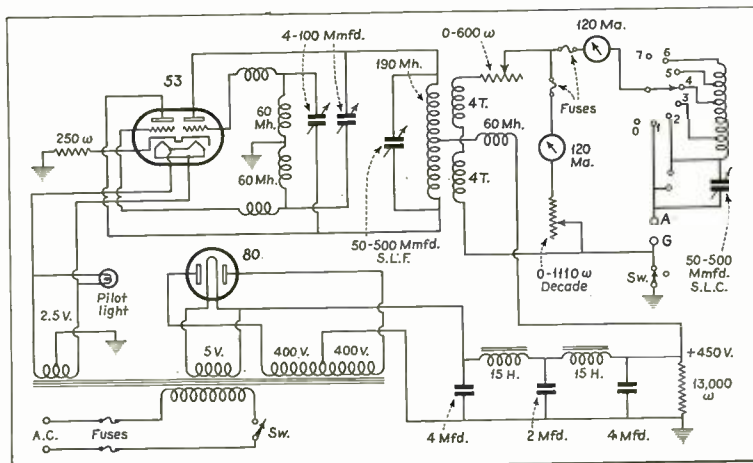 53
4-100 Mmfd.
0-600 ω
120 Ma.
190 Mh.
Fuses
7
6
5
4
3
2
1
0
250 ω
60
Mh.
60 Mh.
4T.
60 Mh.
4T.
120
Ma.
50-500 Mmfd.
S.L.F.
0-1110 ω
Decade
A
G
Sw.
50-500
Mmfd.
S.L.C.
80
Pilot
light
2.5 V.
5 V.
400 V.
400 V.
15 H.
15 H.
+450 V.
13,000
ω
4 Mfd.
2 Mfd.
4 Mfd.
A.C.
Fuses
Sw.